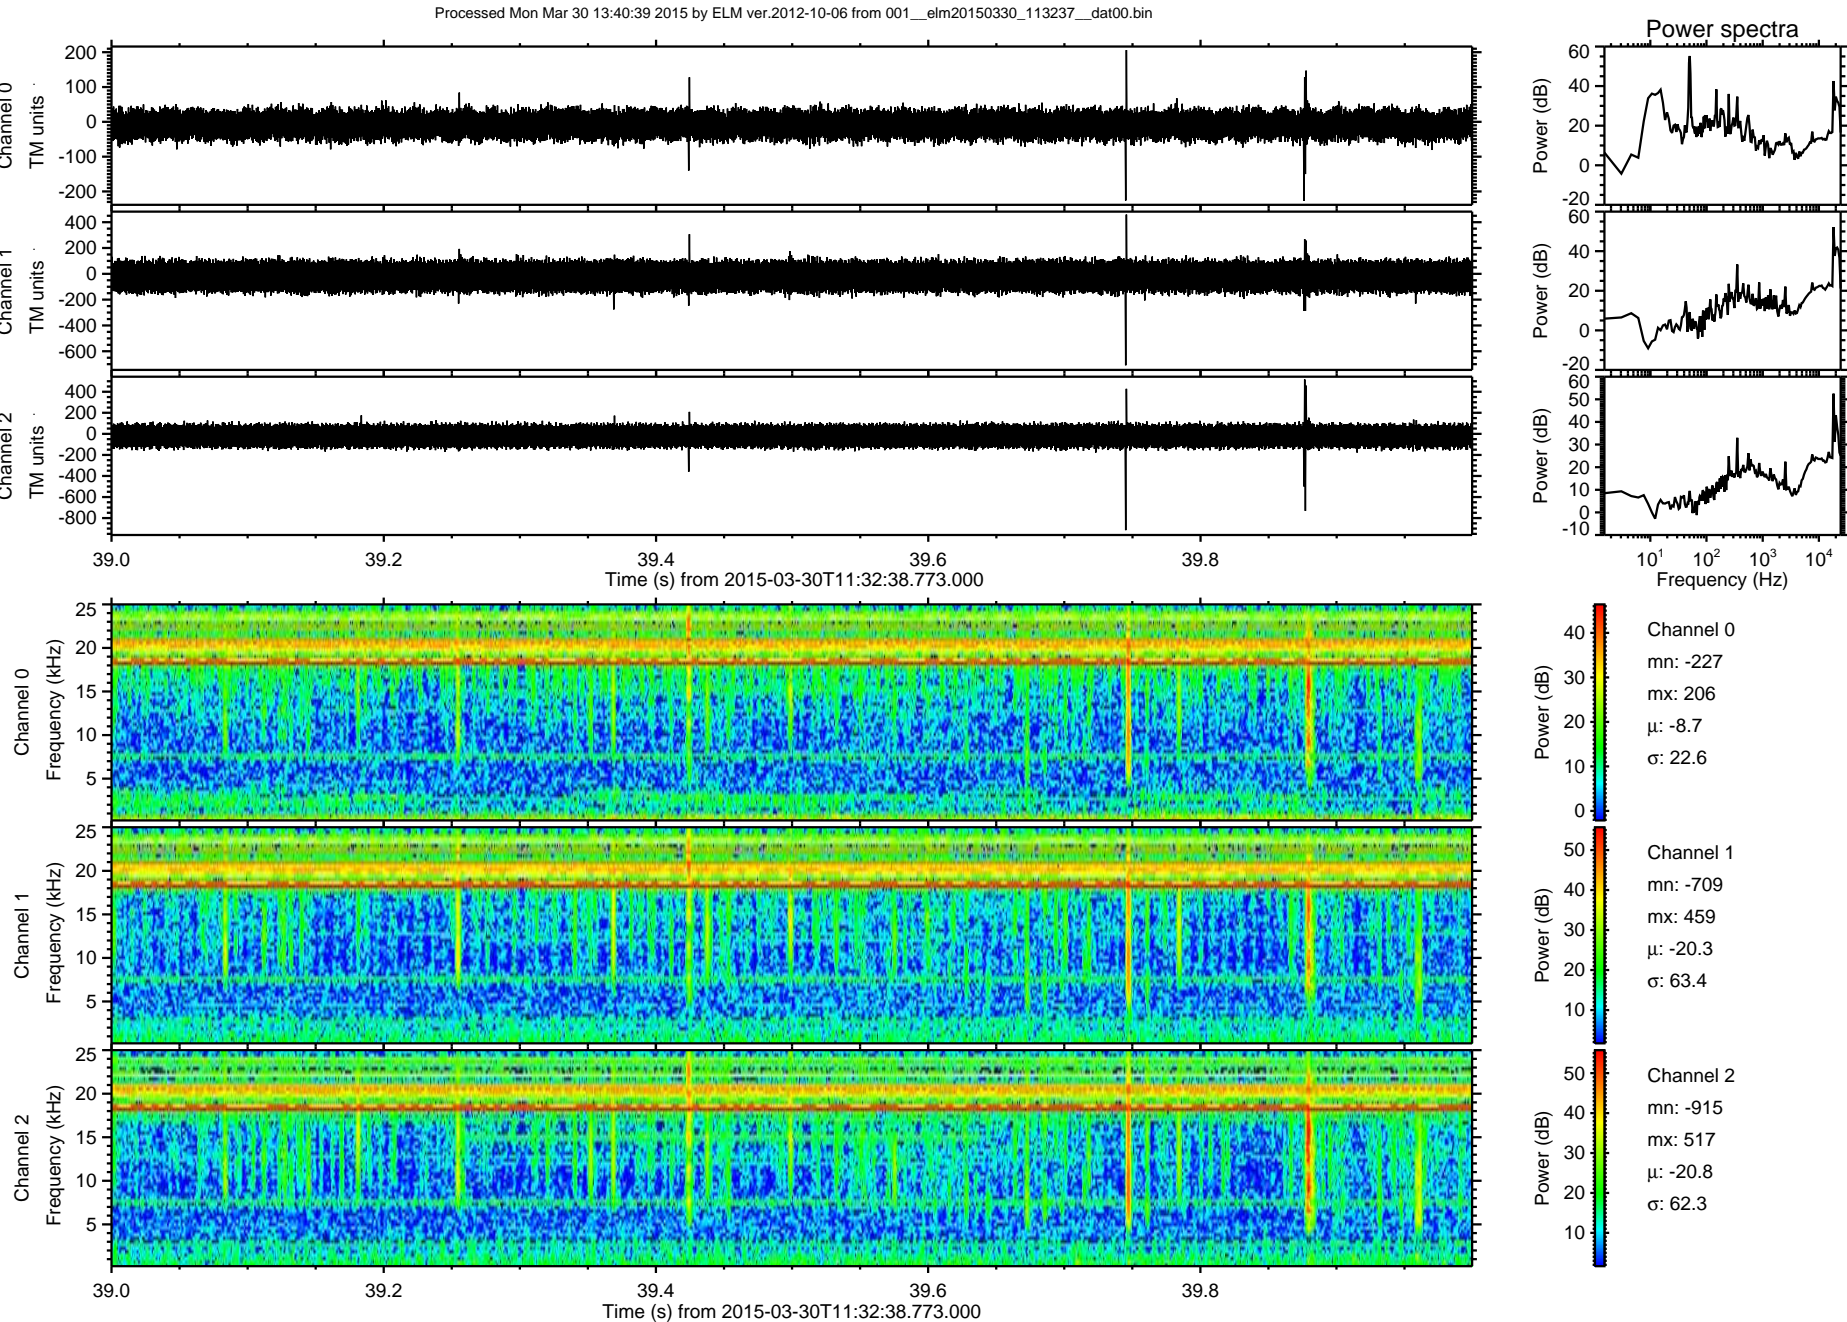 Processed Mon Mar 30 13:40:39 2015 by ELM ver.2012-10-06 from 001__elm20150330_113237__dat00.bin
Power spectra
Channel 0
TM units
200
100
0
-100
-200
Power (dB)
60
40
20
0
-20
Channel 1
TM units
400
200
0
-200
-400
-600
Power (dB)
60
40
20
0
-20
Channel 2
TM units
400
200
0
-200
-400
-600
-800
Power (dB)
60
50
40
30
20
10
0
-10
39.0 39.2 39.4 39.6 39.8
Time (s) from 2015-03-30T11:32:38.773.000
10^1 10^2 10^3 10^4
Frequency (Hz)
Channel 0
Frequency (kHz)
25
20
15
10
5
Power (dB)
40
30
20
10
0
Channel 0
mn: -227
mx: 206
μ: -8.7
σ: 22.6
Channel 1
Frequency (kHz)
25
20
15
10
5
Power (dB)
50
40
30
20
10
Channel 1
mn: -709
mx: 459
μ: -20.3
σ: 63.4
Channel 2
Frequency (kHz)
25
20
15
10
5
Power (dB)
50
40
30
20
10
Channel 2
mn: -915
mx: 517
μ: -20.8
σ: 62.3
39.0 39.2 39.4 39.6 39.8
Time (s) from 2015-03-30T11:32:38.773.000